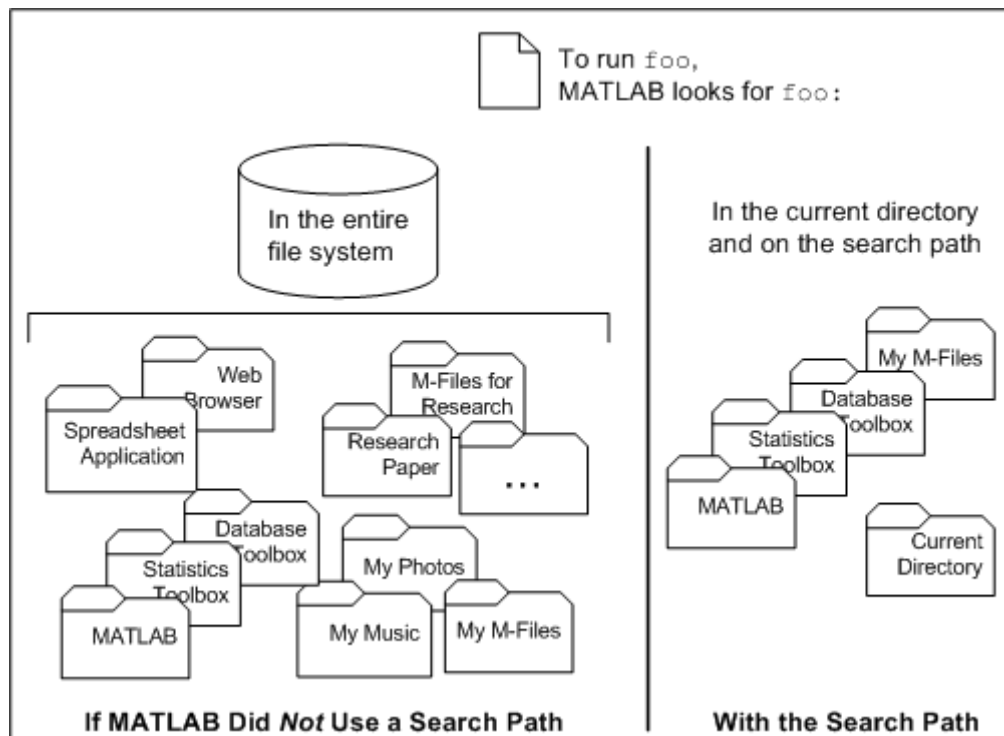 To run foo,
MATLAB looks for foo:
In the entire
file system
Web
Browser
Spreadsheet
Application
M-Files for
Research
Research
Paper
...
Database
Toolbox
Statistics
Toolbox
MATLAB
My Photos
My Music
My M-Files
If MATLAB Did Not Use a Search Path
In the current directory
and on the search path
My M-Files
Database
Toolbox
Statistics
Toolbox
MATLAB
Current
Directory
With the Search Path